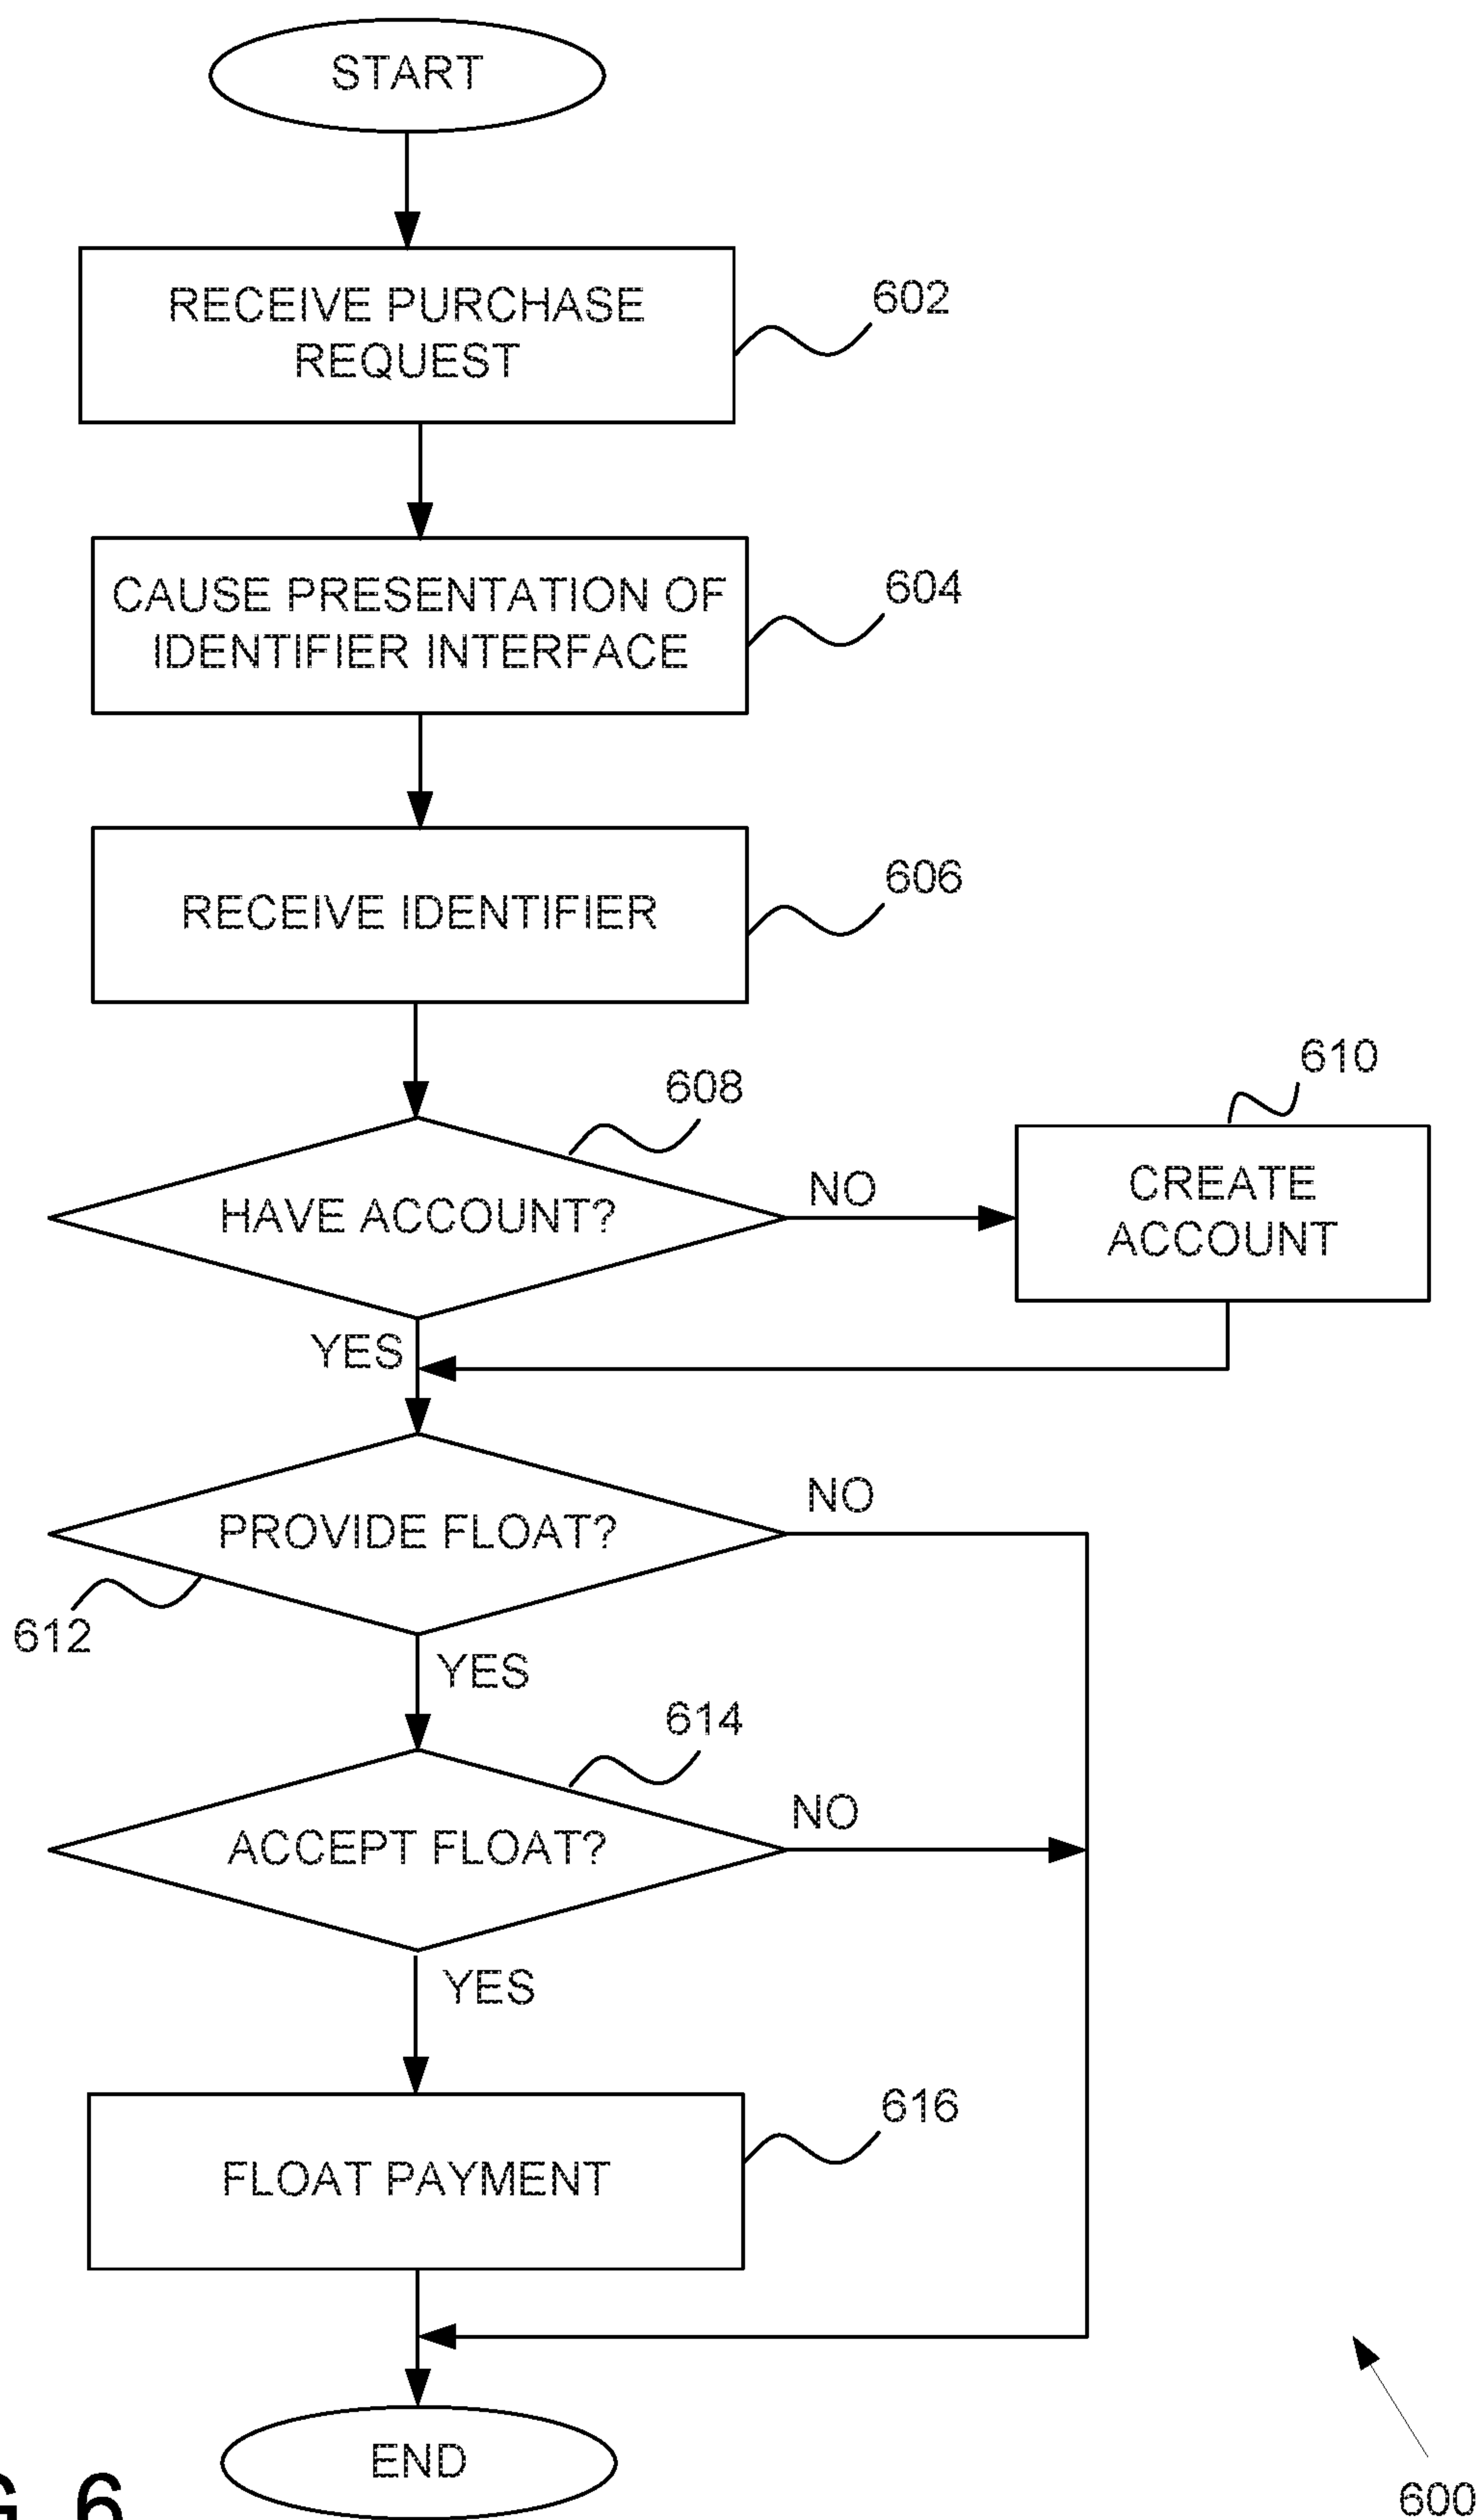 START
RECEIVE PURCHASE
REQUEST
602
CAUSE PRESENTATION OF
IDENTIFIER INTERFACE
604
RECEIVE IDENTIFIER
606
608
HAVE ACCOUNT?
NO
610
CREATE
ACCOUNT
YES
PROVIDE FLOAT?
NO
612
YES
614
ACCEPT FLOAT?
NO
YES
616
FLOAT PAYMENT
END
6
600